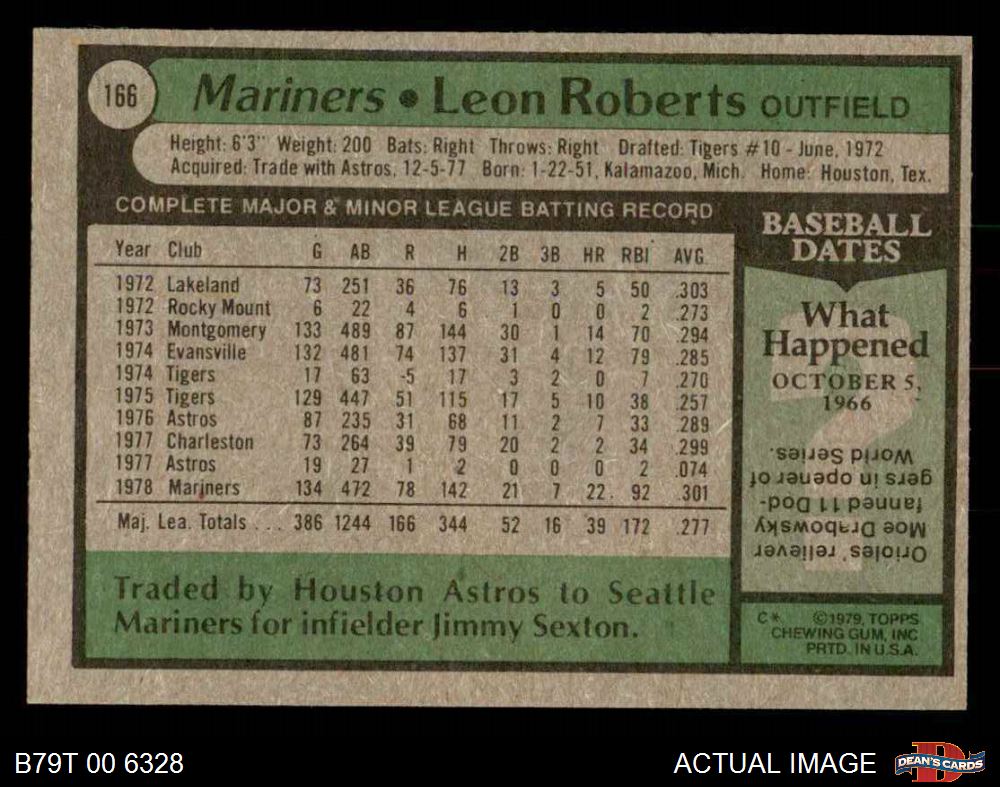 166
Mariners • Leon Roberts OUTFIELD
Height: 6'3" Weight: 200 Bats: Right Throws: Right Drafted: Tigers #10 - June, 1972
Acquired: Trade with Astros, 12-5-77 Born: 1-22-51, Kalamazoo, Mich. Home: Houston, Tex.
COMPLETE MAJOR & MINOR LEAGUE BATTING RECORD
Year Club G AB R H 2B 3B HR RBI AVG.
1972 Lakeland 73 251 36 76 13 3 5 50 .303
1972 Rocky Mount 6 22 4 6 1 0 0 2 .273
1973 Montgomery 133 489 87 144 30 1 14 70 .294
1974 Evansville 132 481 74 137 31 4 12 79 .285
1974 Tigers 17 63 -5 17 3 2 0 7 .270
1975 Tigers 129 447 51 115 17 5 10 38 .257
1976 Astros 87 235 31 68 11 2 7 33 .289
1977 Charleston 73 264 39 79 20 2 2 34 .299
1977 Astros 19 27 1 2 0 0 0 2 .074
1978 Mariners 134 472 78 142 21 7 22 92 .301
Maj. Lea. Totals . . . 386 1244 166 344 52 16 39 172 .277
BASEBALL
DATES
What
Happened
OCTOBER 5,
1966
Orioles' reliever
Moe Drabowsky
fanned 11 Dod-
gers in opener of
World Series.
Traded by Houston Astros to Seattle
Mariners for infielder Jimmy Sexton.
C* ©1979, TOPPS
CHEWING GUM, INC
PRTD. IN U.S.A.
B79T 00 6328
ACTUAL IMAGE
DEAN'S CARDS